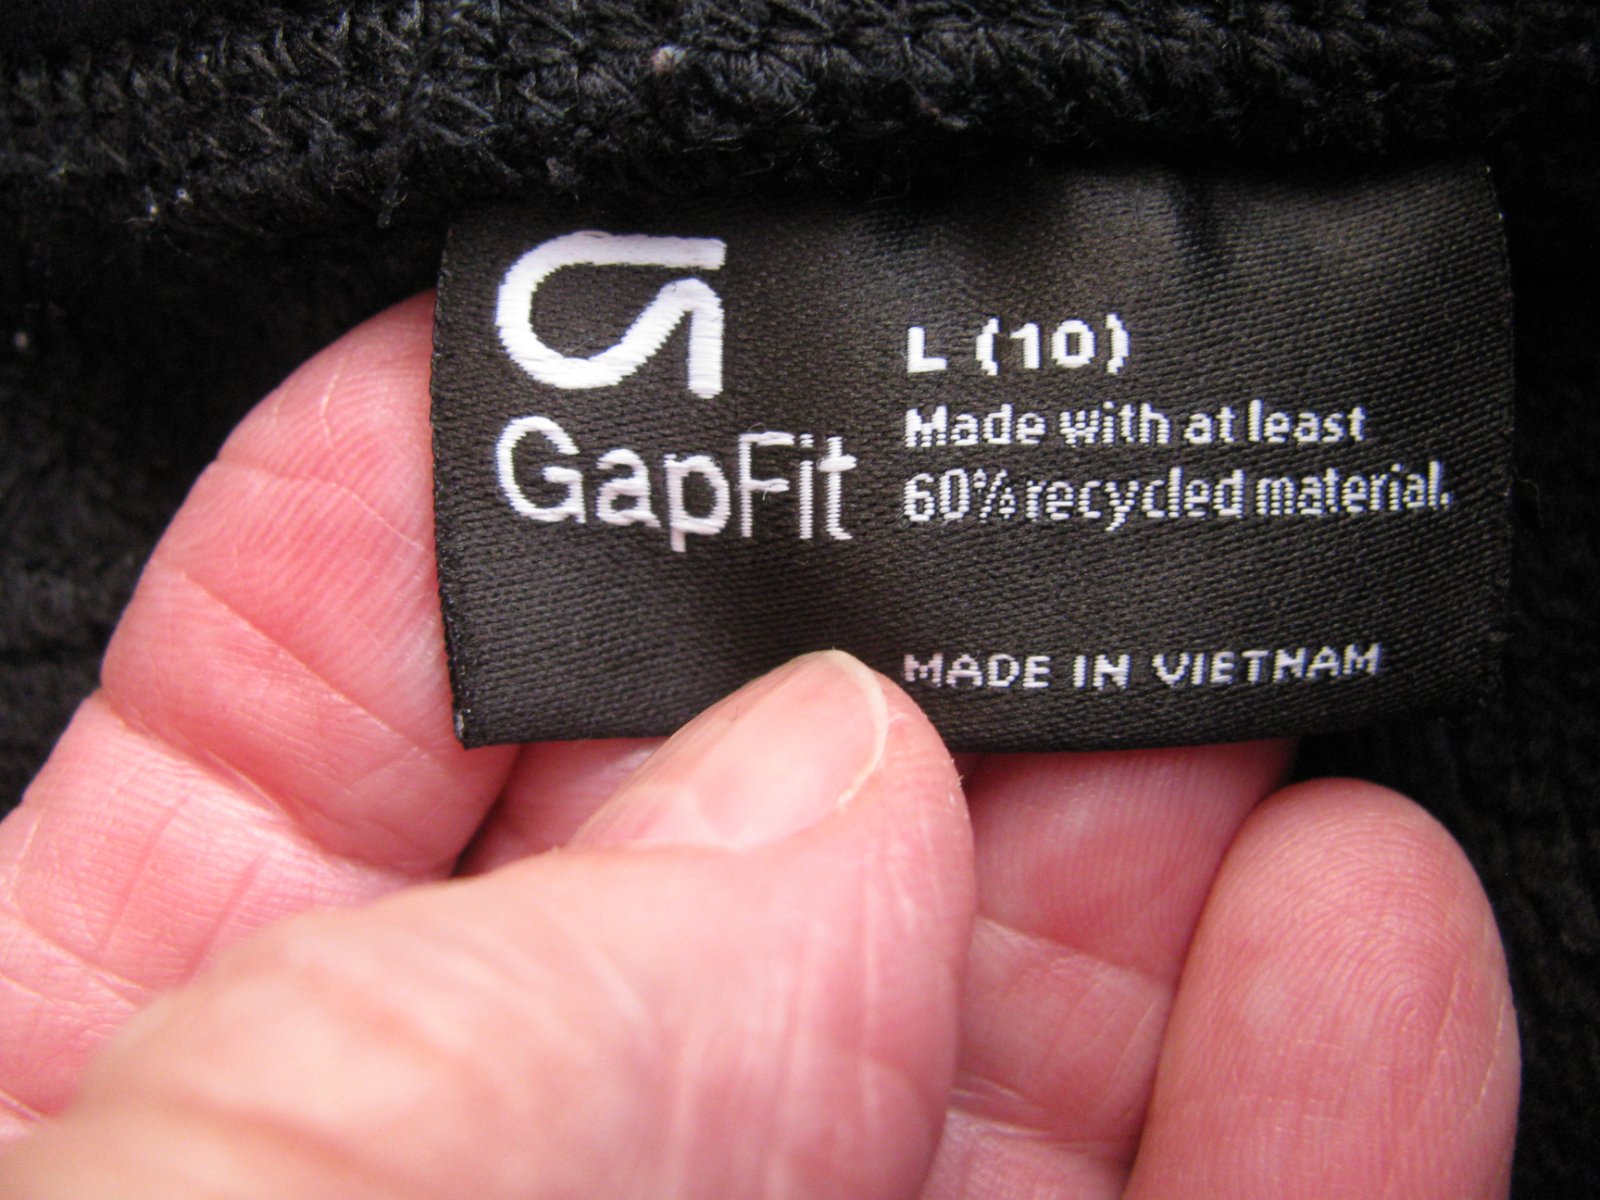 GapFit
L (10)
Made with at least
60% recycled material.
MADE IN VIETNAM